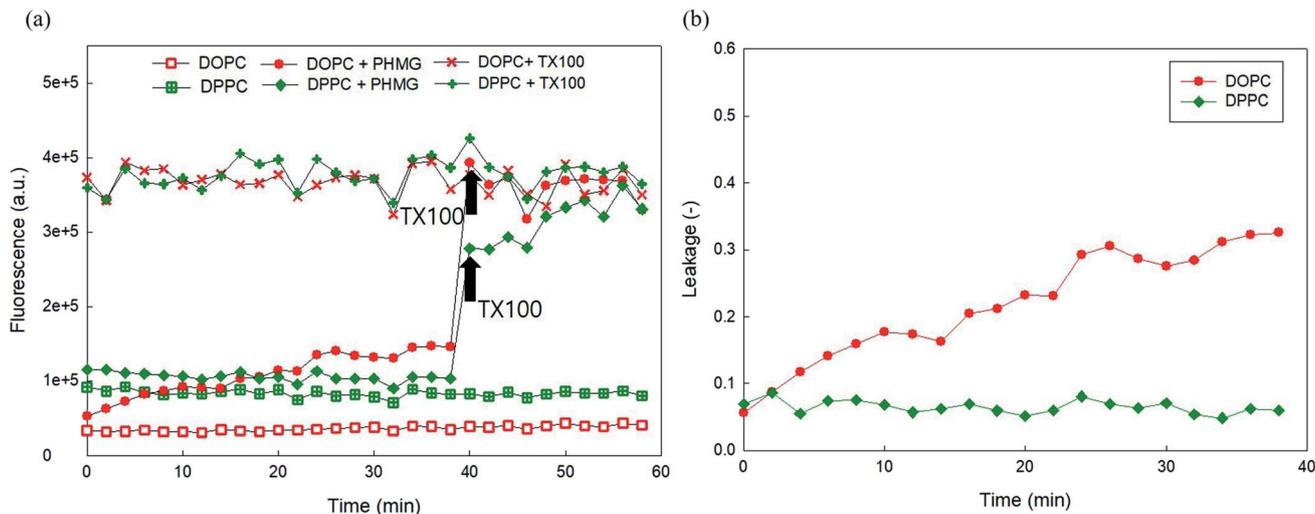 (a)
DOPC DOPC + PHMG DOPC+ TX100
DPPC DPPC + PHMG DPPC + TX100
5e+5
4e+5
3e+5
2e+5
1e+5
0
Fluorescence (a.u.)
TX100
TX100
0 10 20 30 40 50 60
Time (min)
(b)
0.6
0.5
0.4
0.3
0.2
0.1
0.0
Leakage (-)
DOPC
DPPC
0 10 20 30 40
Time (min)